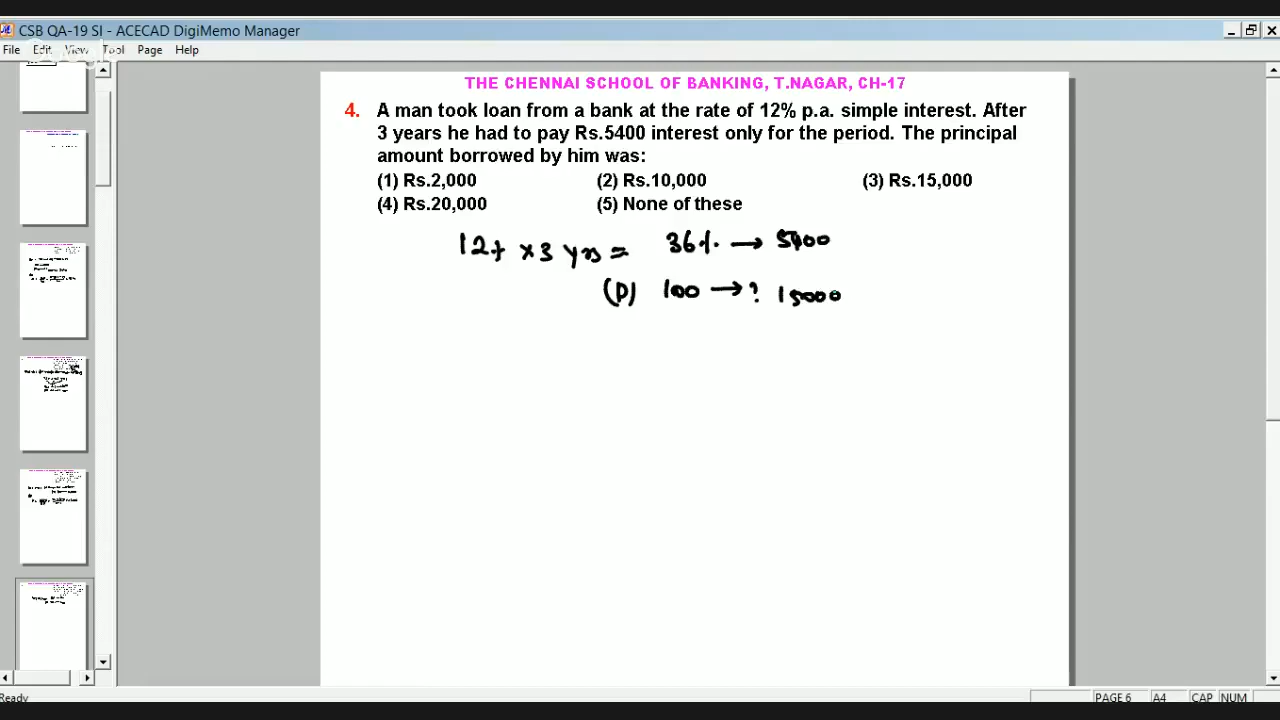 CSB QA-19 SI - ACECAD DigiMemo Manager
File Edit View Tool Page Help
THE CHENNAI SCHOOL OF BANKING, T.NAGAR, CH-17
4. A man took loan from a bank at the rate of 12% p.a. simple interest. After
3 years he had to pay Rs.5400 interest only for the period. The principal
amount borrowed by him was:
(1) Rs.2,000 (2) Rs.10,000 (3) Rs.15,000
(4) Rs.20,000 (5) None of these
12% × 3 yrs = 36% → 5400
(P) 100 → ? 15000
Ready PAGE 6 A4 CAP NUM